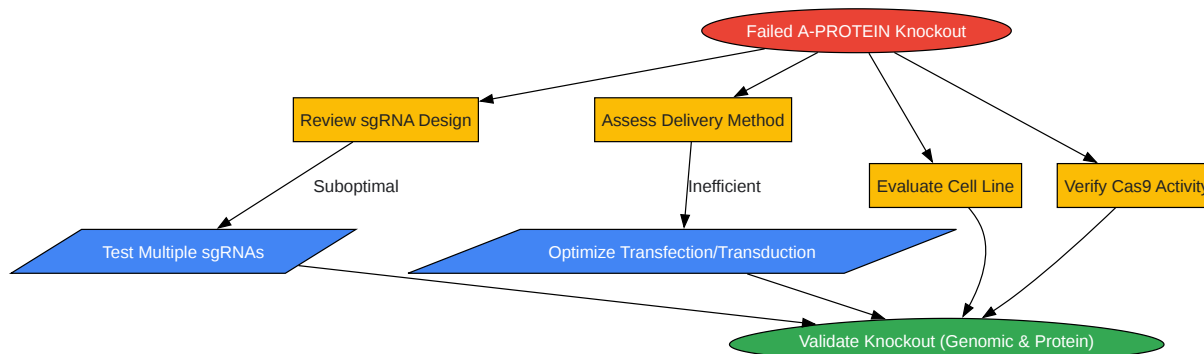 Failed A-PROTEIN Knockout
Review sgRNA Design
Assess Delivery Method
Evaluate Cell Line
Verify Cas9 Activity
Suboptimal
Inefficient
Test Multiple sgRNAs
Optimize Transfection/Transduction
Validate Knockout (Genomic & Protein)